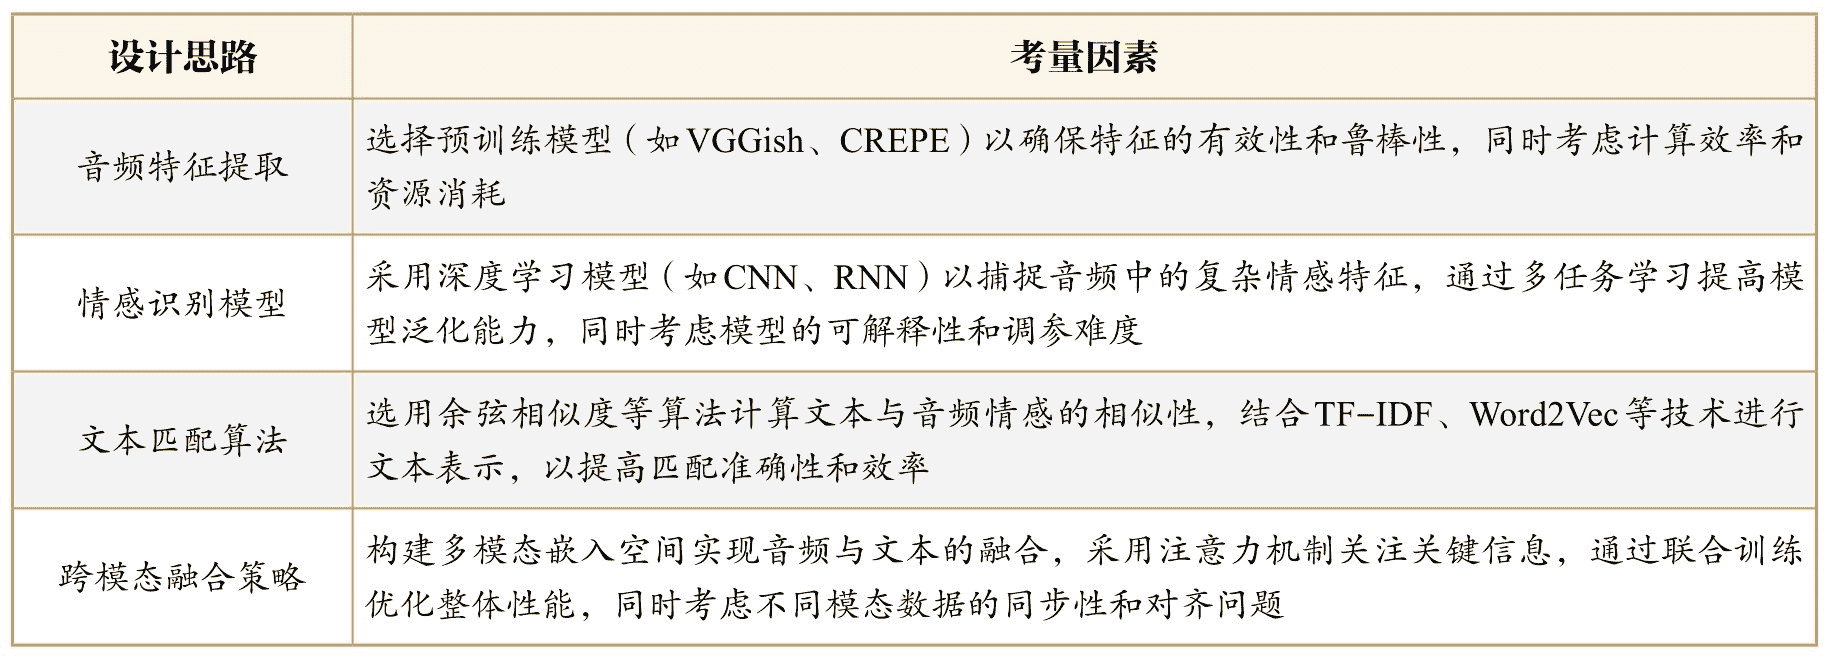 设计思路
考量因素
音频特征提取
选择预训练模型（如VGGish、CREPE）以确保特征的有效性和鲁棒性，同时考虑计算效率和
资源消耗
情感识别模型
采用深度学习模型（如CNN、RNN）以捕捉音频中的复杂情感特征，通过多任务学习提高模
型泛化能力，同时考虑模型的可解释性和调参难度
文本匹配算法
选用余弦相似度等算法计算文本与音频情感的相似性，结合TF-IDF、Word2Vec等技术进行
文本表示，以提高匹配准确性和效率
跨模态融合策略
构建多模态嵌入空间实现音频与文本的融合，采用注意力机制关注关键信息，通过联合训练
优化整体性能，同时考虑不同模态数据的同步性和对齐问题